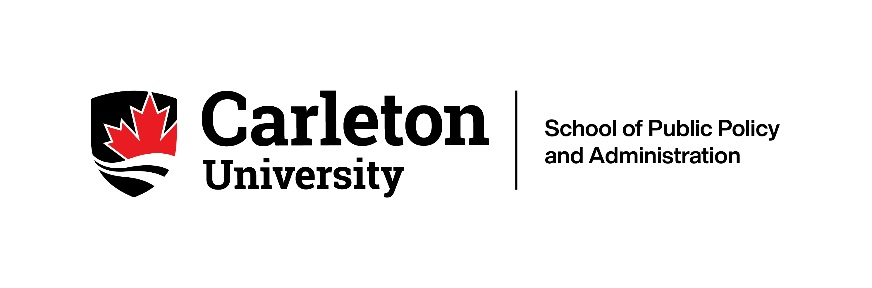 Carleton
University
School of Public Policy
and Administration